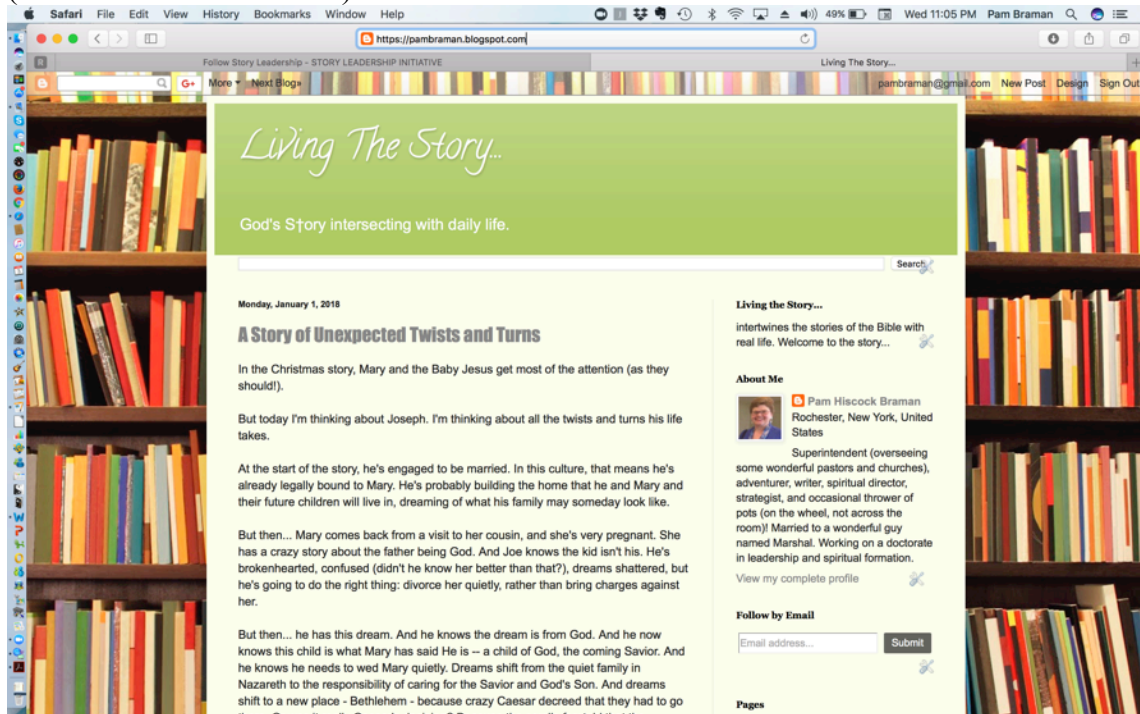 Safari File Edit View History Bookmarks Window Help
49% Wed 11:05 PM Pam Braman
https://pambraman.blogspot.com
Follow Story Leadership - STORY LEADERSHIP INITIATIVE
Living The Story...
G+ More Next Blog»
pambraman@gmail.com New Post Design Sign Out
Living The Story...
God's S†ory intersecting with daily life.
Search
Monday, January 1, 2018
A Story of Unexpected Twists and Turns
In the Christmas story, Mary and the Baby Jesus get most of the attention (as they
should!).
But today I'm thinking about Joseph. I'm thinking about all the twists and turns his life
takes.
At the start of the story, he's engaged to be married. In this culture, that means he's
already legally bound to Mary. He's probably building the home that he and Mary and
their future children will live in, dreaming of what his family may someday look like.
But then... Mary comes back from a visit to her cousin, and she's very pregnant. She
has a crazy story about the father being God. And Joe knows the kid isn't his. He's
brokenhearted, confused (didn't he know her better than that?), dreams shattered, but
he's going to do the right thing: divorce her quietly, rather than bring charges against
her.
But then... he has this dream. And he knows the dream is from God. And he now
knows this child is what Mary has said He is -- a child of God, the coming Savior. And
he knows he needs to wed Mary quietly. Dreams shift from the quiet family in
Nazareth to the responsibility of caring for the Savior and God's Son. And dreams
shift to a new place - Bethlehem - because crazy Caesar decreed that they had to go
Living the Story...
intertwines the stories of the Bible with
real life. Welcome to the story...
About Me
Pam Hiscock Braman
Rochester, New York, United
States
Superintendent (overseeing
some wonderful pastors and churches),
adventurer, writer, spiritual director,
strategist, and occasional thrower of
pots (on the wheel, not across the
room)! Married to a wonderful guy
named Marshal. Working on a doctorate
in leadership and spiritual formation.
View my complete profile
Follow by Email
Email address...
Submit
Pages